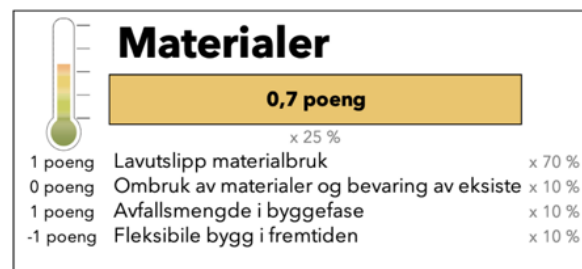 Materialer
0,7 poeng
x 25 %
1 poeng Lavutslipp materialbruk x 70 %
0 poeng Ombruk av materialer og bevaring av eksiste x 10 %
1 poeng Avfallsmengde i byggefase x 10 %
-1 poeng Fleksibile bygg i fremtiden x 10 %